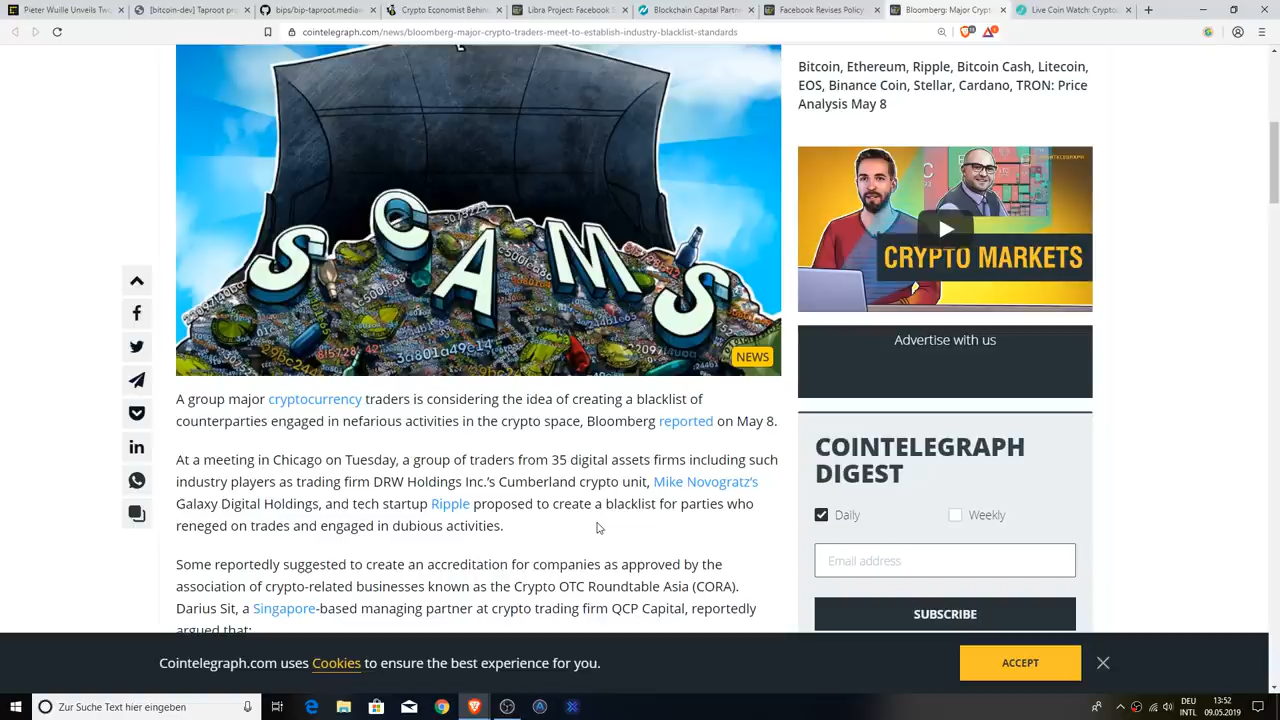 Pieter Wuille Unveils Two
[bitcoin-dev] Taproot pro
bips/bip-taproot.mediaw
Crypto Economist Behin
Libra Project: Facebook S
Blockchain Capital Partne
Facebook Revises Policy
Bloomberg: Major Crypt
Live Coin Watch: Cryptoc
cointelegraph.com/news/bloomberg-major-crypto-traders-meet-to-establish-industry-blacklist-standards
SCAMS
NEWS
A group major cryptocurrency traders is considering the idea of creating a blacklist of
counterparties engaged in nefarious activities in the crypto space, Bloomberg reported on May 8.
At a meeting in Chicago on Tuesday, a group of traders from 35 digital assets firms including such
industry players as trading firm DRW Holdings Inc.'s Cumberland crypto unit, Mike Novogratz's
Galaxy Digital Holdings, and tech startup Ripple proposed to create a blacklist for parties who
reneged on trades and engaged in dubious activities.
Some reportedly suggested to create an accreditation for companies as approved by the
association of crypto-related businesses known as the Crypto OTC Roundtable Asia (CORA).
Darius Sit, a Singapore-based managing partner at crypto trading firm QCP Capital, reportedly
argued that:
Bitcoin, Ethereum, Ripple, Bitcoin Cash, Litecoin,
EOS, Binance Coin, Stellar, Cardano, TRON: Price
Analysis May 8
COINTELEGRAPH
CRYPTO MARKETS
Advertise with us
COINTELEGRAPH
DIGEST
Daily
Weekly
Email address
SUBSCRIBE
Cointelegraph.com uses Cookies to ensure the best experience for you.
ACCEPT
Zur Suche Text hier eingeben
DEU
INTL
13:52
09.05.2019